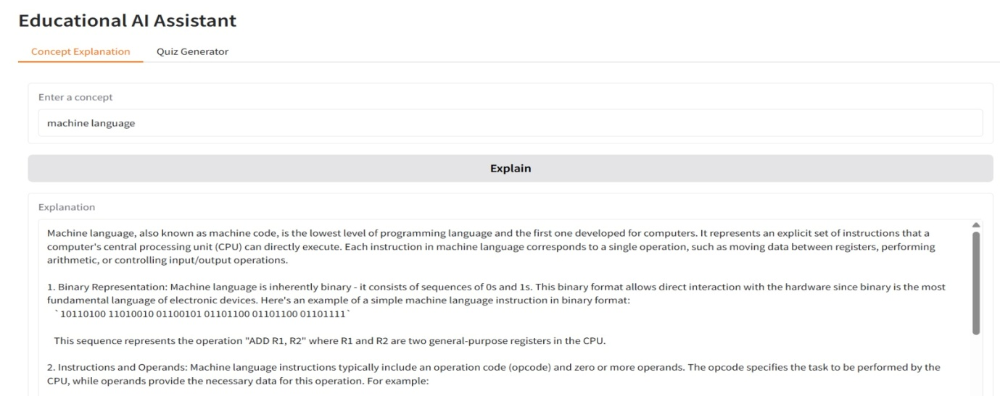 Educational AI Assistant
Concept Explanation Quiz Generator
Enter a concept
machine language
Explain
Explanation
Machine language, also known as machine code, is the lowest level of programming language and the first one developed for computers. It represents an explicit set of instructions that a
computer's central processing unit (CPU) can directly execute. Each instruction in machine language corresponds to a single operation, such as moving data between registers, performing
arithmetic, or controlling input/output operations.
1. Binary Representation: Machine language is inherently binary - it consists of sequences of 0s and 1s. This binary format allows direct interaction with the hardware since binary is the most
fundamental language of electronic devices. Here's an example of a simple machine language instruction in binary format:
`10110100 11010010 01100101 01101100 01101100 01101111`
This sequence represents the operation "ADD R1, R2" where R1 and R2 are two general-purpose registers in the CPU.
2. Instructions and Operands: Machine language instructions typically include an operation code (opcode) and zero or more operands. The opcode specifies the task to be performed by the
CPU, while operands provide the necessary data for this operation. For example: